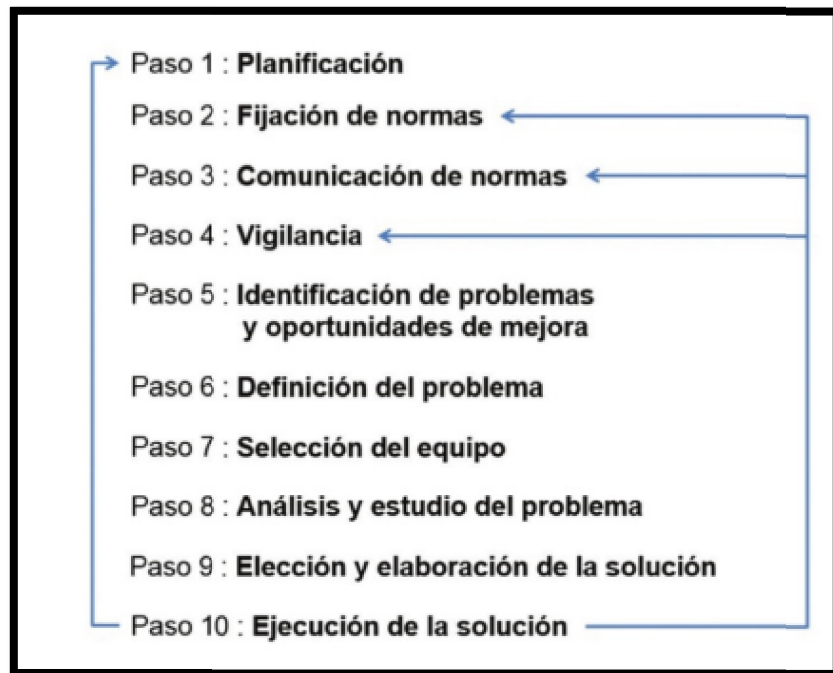 Paso 1 : Planificación
Paso 2 : Fijación de normas
Paso 3 : Comunicación de normas
Paso 4 : Vigilancia
Paso 5 : Identificación de problemas
y oportunidades de mejora
Paso 6 : Definición del problema
Paso 7 : Selección del equipo
Paso 8 : Análisis y estudio del problema
Paso 9 : Elección y elaboración de la solución
Paso 10 : Ejecución de la solución